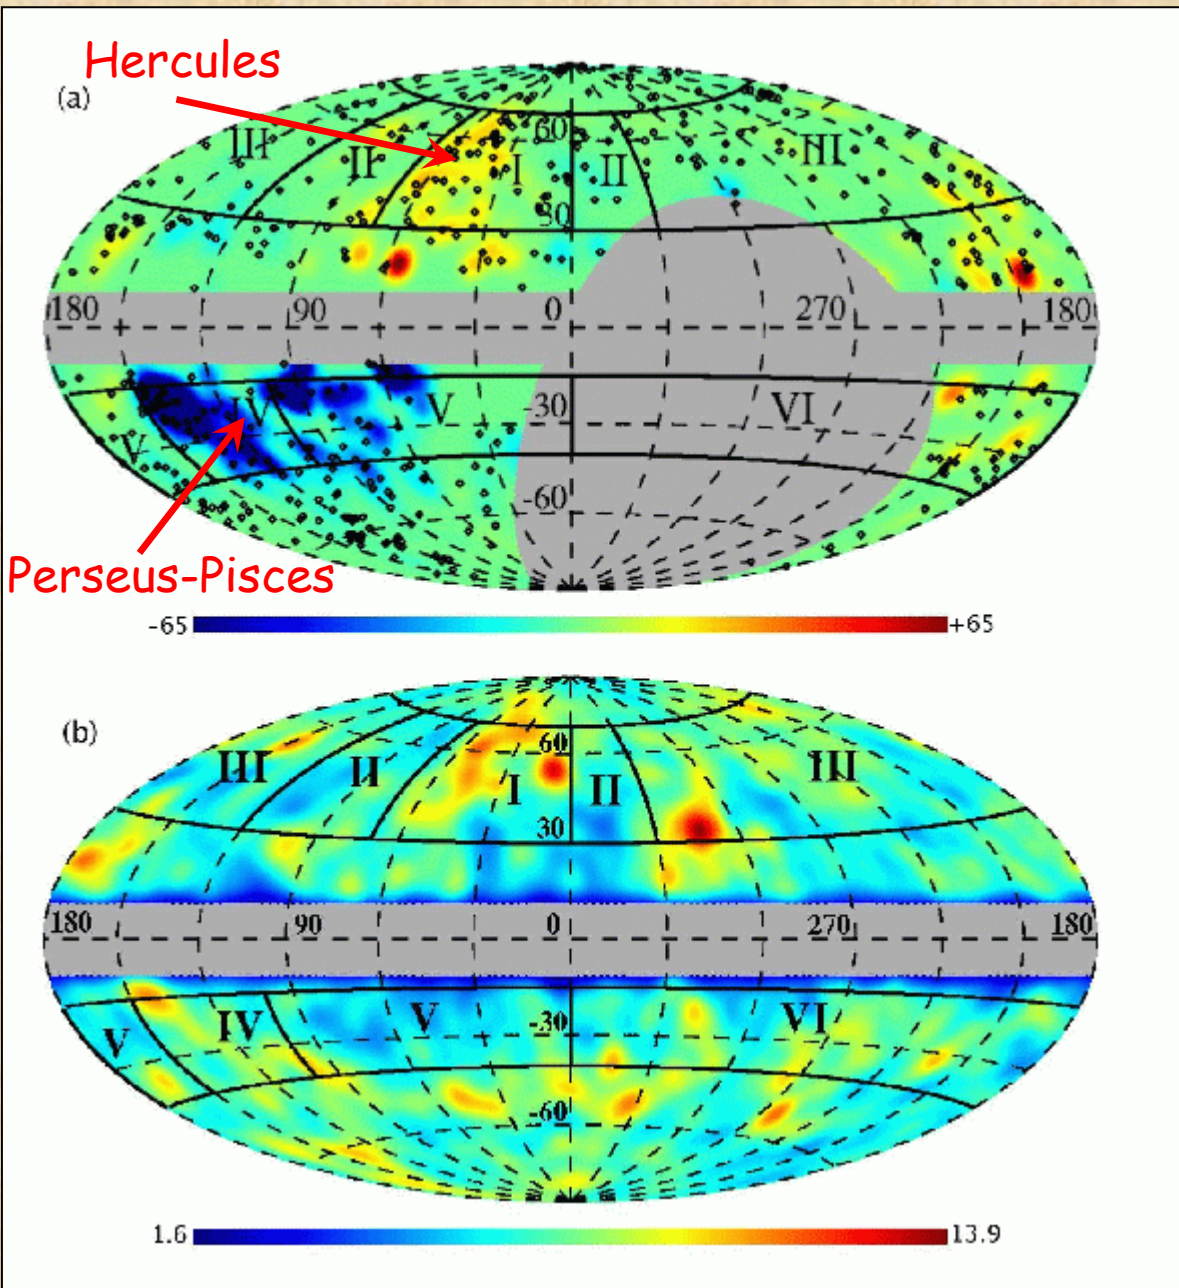 Hercules
(a)
60
III II I II III
30
180 90 0 270 180
IV V -30 VI
V
-60
Perseus-Pisces
-65 +65
(b)
60
III II I II III
30
180 90 0 270 180
V IV V -30 VI
-60
1.6 13.9